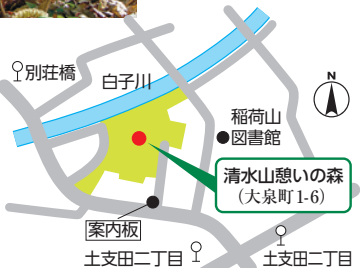 別荘橋
白子川
N
稲荷山
図書館
清水山憩いの森
(大泉町1-6)
案内板
土支田二丁目
土支田二丁目